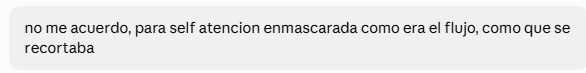 no me acuerdo, para self atencion enmascarada como era el flujo, como que se
recortaba